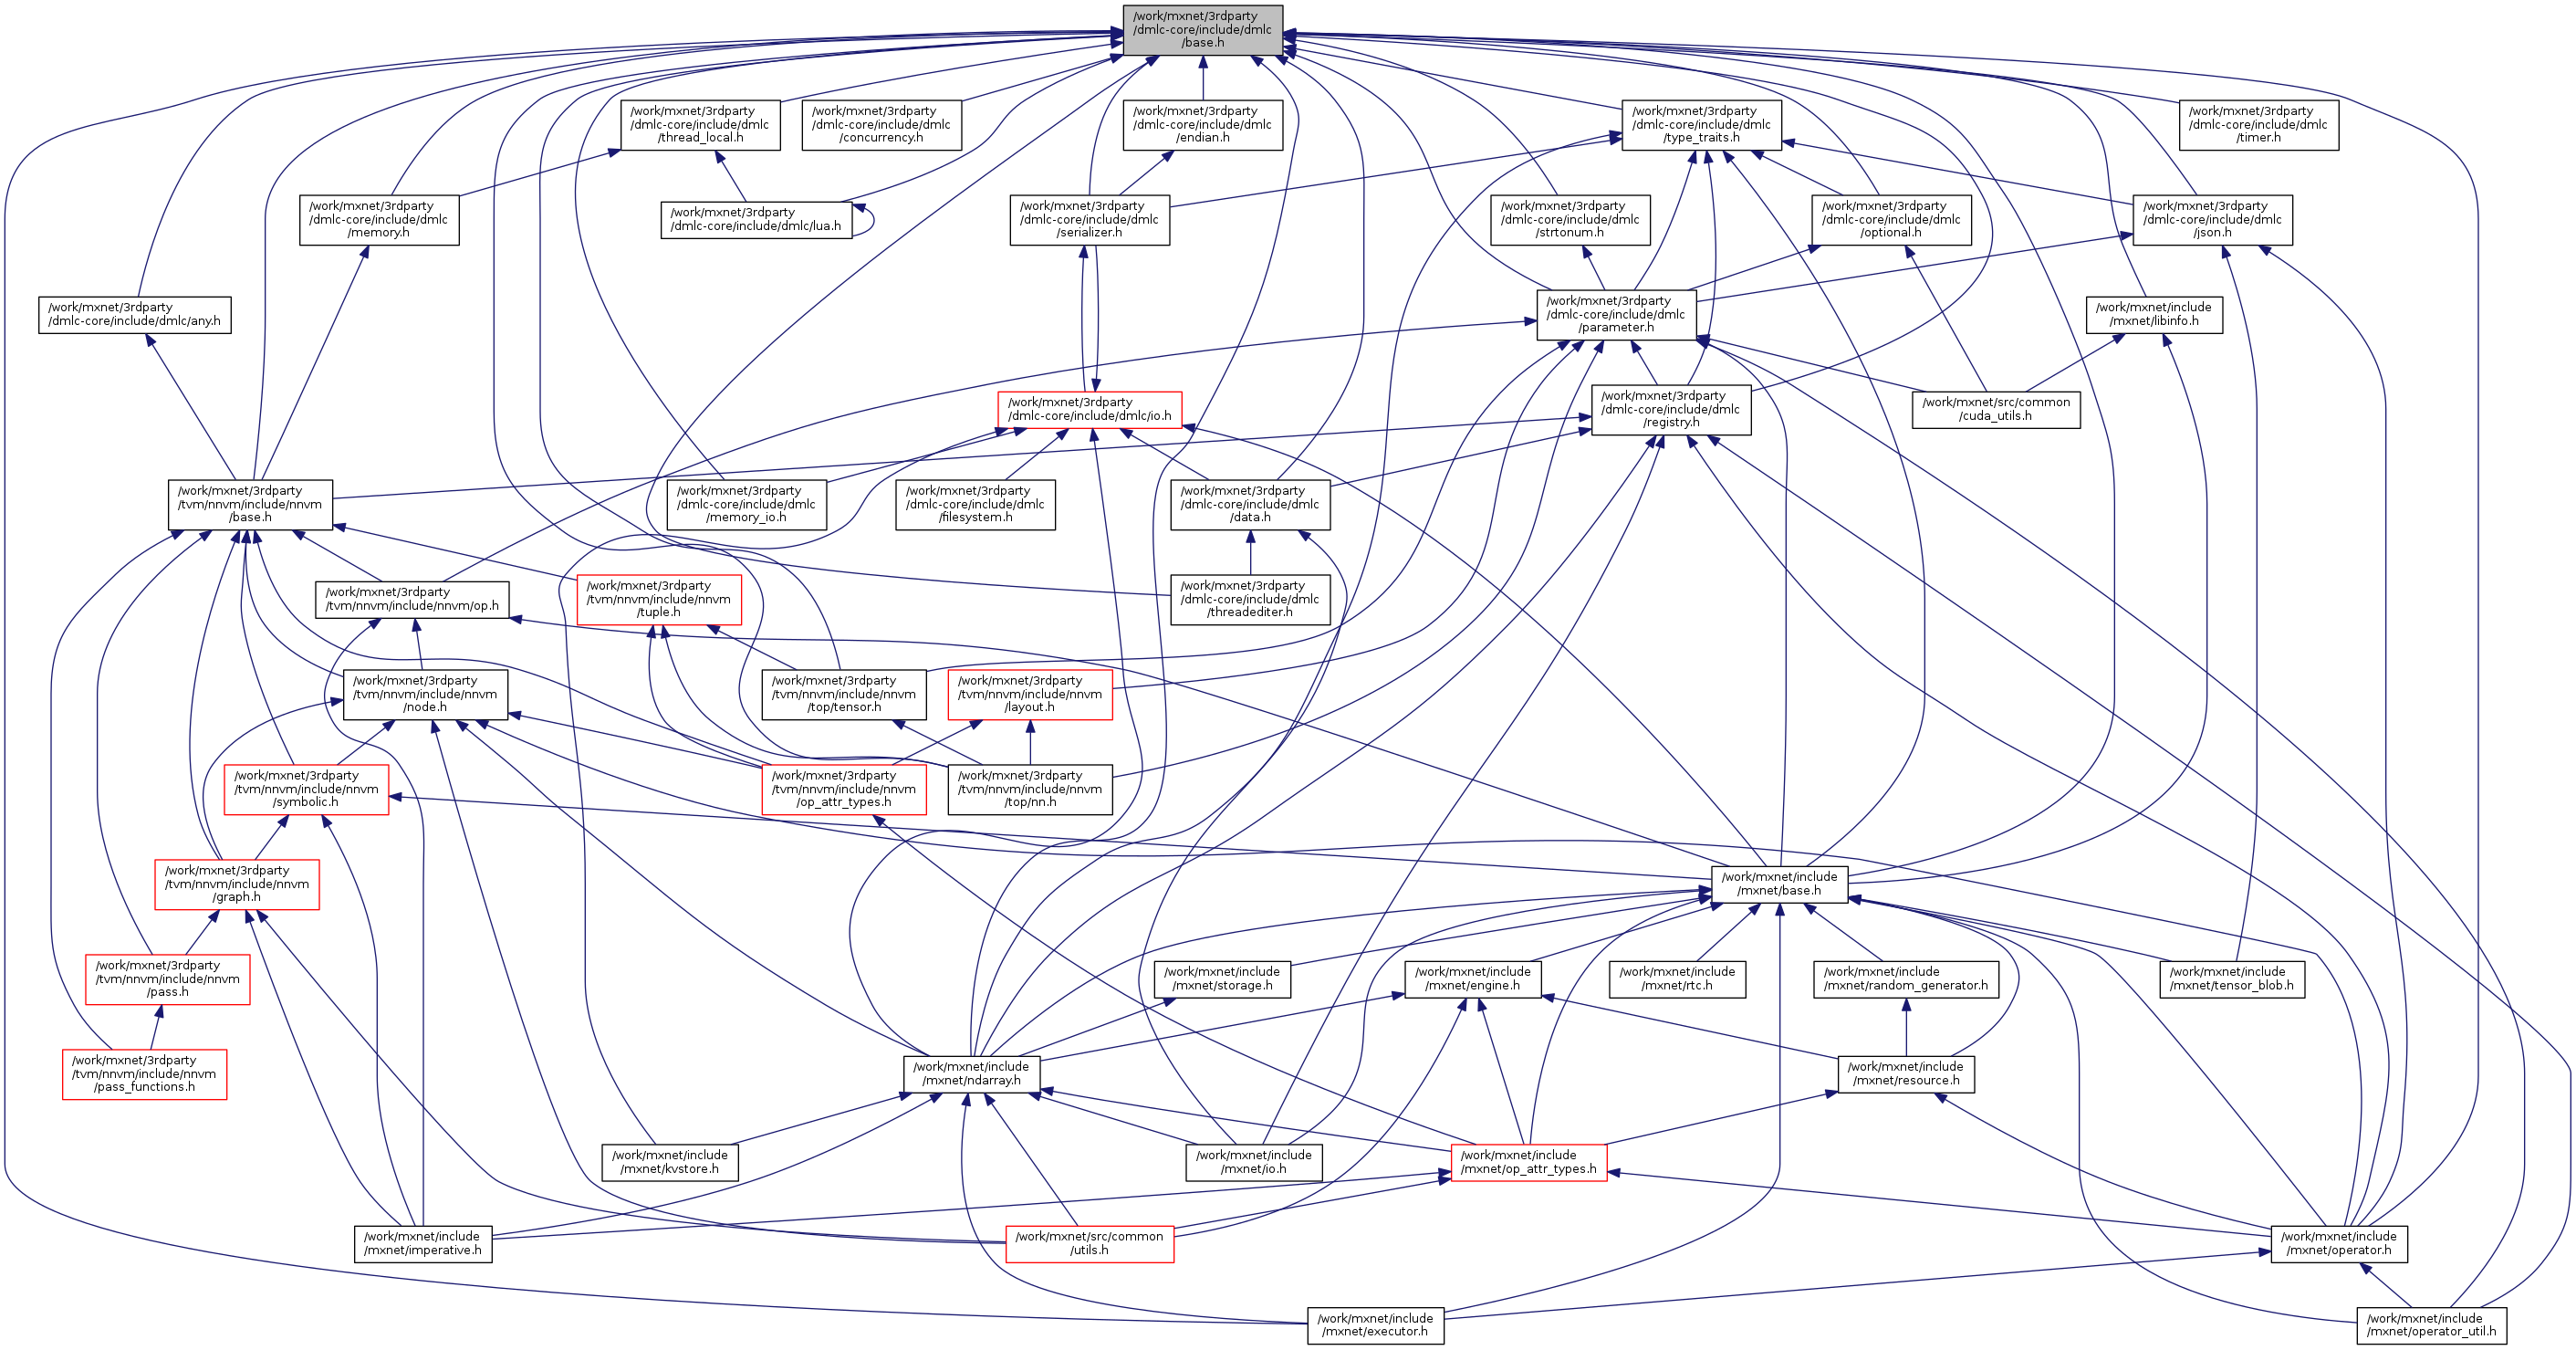 /work/mxnet/3rdparty
/dmlc-core/include/dmlc
/base.h
/work/mxnet/3rdparty
/dmlc-core/include/dmlc
/thread_local.h
/work/mxnet/3rdparty
/dmlc-core/include/dmlc
/concurrency.h
/work/mxnet/3rdparty
/dmlc-core/include/dmlc
/endian.h
/work/mxnet/3rdparty
/dmlc-core/include/dmlc
/type_traits.h
/work/mxnet/3rdparty
/dmlc-core/include/dmlc
/timer.h
/work/mxnet/3rdparty
/dmlc-core/include/dmlc
/memory.h
/work/mxnet/3rdparty
/dmlc-core/include/dmlc/lua.h
/work/mxnet/3rdparty
/dmlc-core/include/dmlc
/serializer.h
/work/mxnet/3rdparty
/dmlc-core/include/dmlc
/strtonum.h
/work/mxnet/3rdparty
/dmlc-core/include/dmlc
/optional.h
/work/mxnet/3rdparty
/dmlc-core/include/dmlc
/json.h
/work/mxnet/3rdparty
/dmlc-core/include/dmlc/any.h
/work/mxnet/3rdparty
/dmlc-core/include/dmlc
/parameter.h
/work/mxnet/include
/mxnet/libinfo.h
/work/mxnet/3rdparty
/dmlc-core/include/dmlc/io.h
/work/mxnet/3rdparty
/dmlc-core/include/dmlc
/registry.h
/work/mxnet/src/common
/cuda_utils.h
/work/mxnet/3rdparty
/tvm/nnvm/include/nnvm
/base.h
/work/mxnet/3rdparty
/dmlc-core/include/dmlc
/memory_io.h
/work/mxnet/3rdparty
/dmlc-core/include/dmlc
/filesystem.h
/work/mxnet/3rdparty
/dmlc-core/include/dmlc
/data.h
/work/mxnet/3rdparty
/tvm/nnvm/include/nnvm/op.h
/work/mxnet/3rdparty
/tvm/nnvm/include/nnvm
/tuple.h
/work/mxnet/3rdparty
/dmlc-core/include/dmlc
/threadediter.h
/work/mxnet/3rdparty
/tvm/nnvm/include/nnvm
/node.h
/work/mxnet/3rdparty
/tvm/nnvm/include/nnvm
/top/tensor.h
/work/mxnet/3rdparty
/tvm/nnvm/include/nnvm
/layout.h
/work/mxnet/3rdparty
/tvm/nnvm/include/nnvm
/symbolic.h
/work/mxnet/3rdparty
/tvm/nnvm/include/nnvm
/op_attr_types.h
/work/mxnet/3rdparty
/tvm/nnvm/include/nnvm
/top/nn.h
/work/mxnet/3rdparty
/tvm/nnvm/include/nnvm
/graph.h
/work/mxnet/include
/mxnet/base.h
/work/mxnet/3rdparty
/tvm/nnvm/include/nnvm
/pass.h
/work/mxnet/include
/mxnet/storage.h
/work/mxnet/include
/mxnet/engine.h
/work/mxnet/include
/mxnet/rtc.h
/work/mxnet/include
/mxnet/random_generator.h
/work/mxnet/include
/mxnet/tensor_blob.h
/work/mxnet/3rdparty
/tvm/nnvm/include/nnvm
/pass_functions.h
/work/mxnet/include
/mxnet/ndarray.h
/work/mxnet/include
/mxnet/resource.h
/work/mxnet/include
/mxnet/kvstore.h
/work/mxnet/include
/mxnet/io.h
/work/mxnet/include
/mxnet/op_attr_types.h
/work/mxnet/include
/mxnet/imperative.h
/work/mxnet/src/common
/utils.h
/work/mxnet/include
/mxnet/operator.h
/work/mxnet/include
/mxnet/executor.h
/work/mxnet/include
/mxnet/operator_util.h